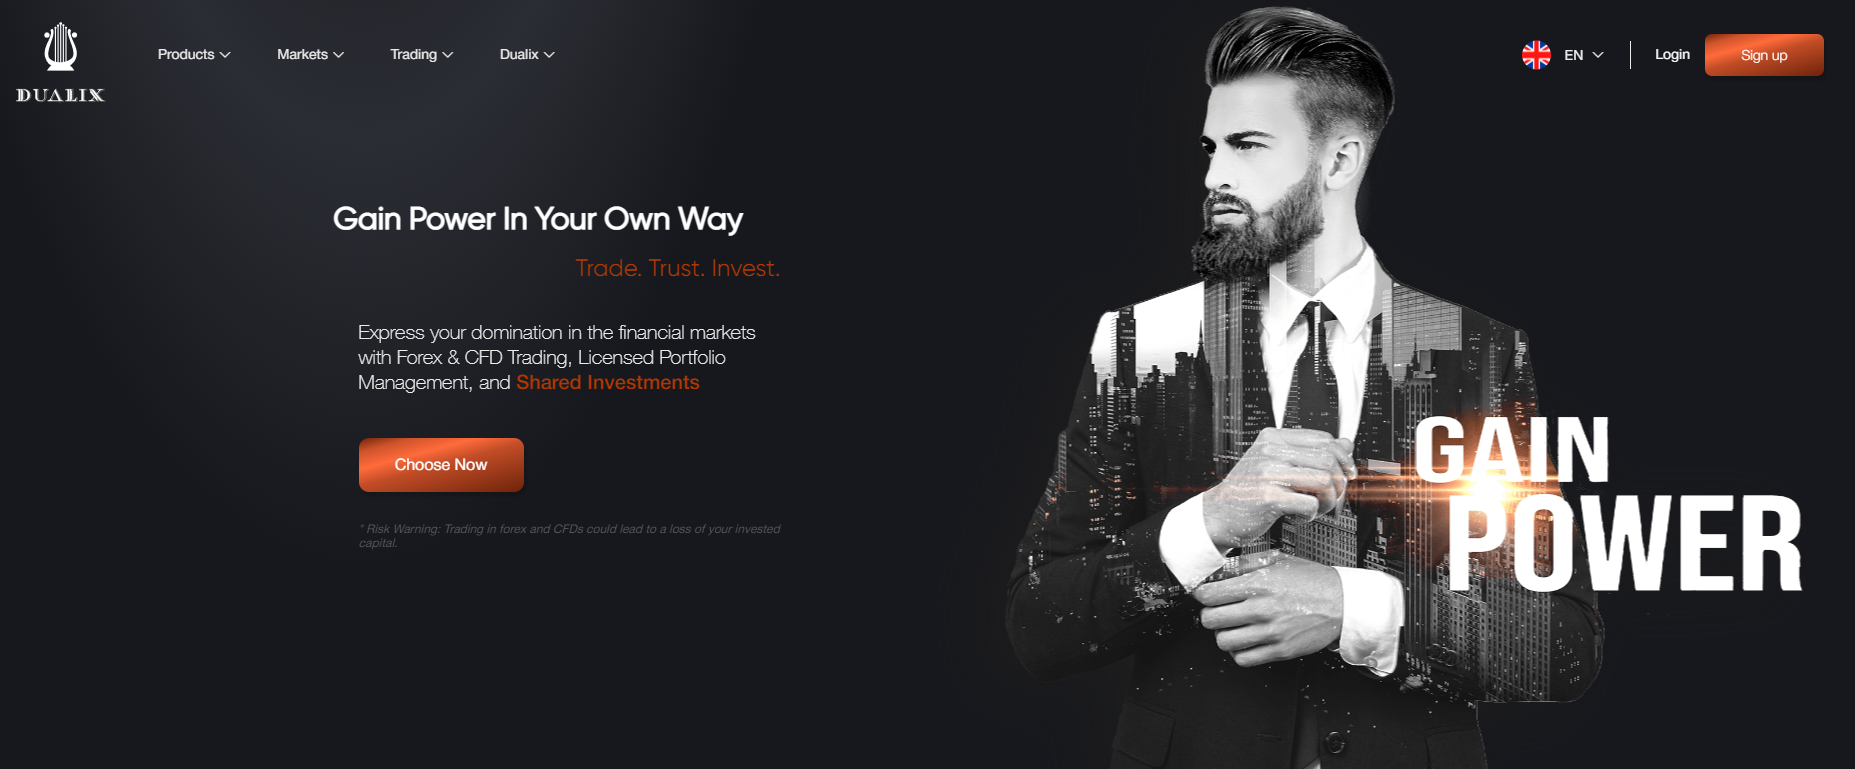 DUALIX
Products
Markets
Trading
Dualix
EN
Login
Sign up
Gain Power In Your Own Way
Trade. Trust. Invest.
Express your domination in the financial markets
with Forex & CFD Trading, Licensed Portfolio
Management, and Shared Investments
Choose Now
* Risk Warning: Trading in forex and CFDs could lead to a loss of your invested
capital.
GAIN
POWER